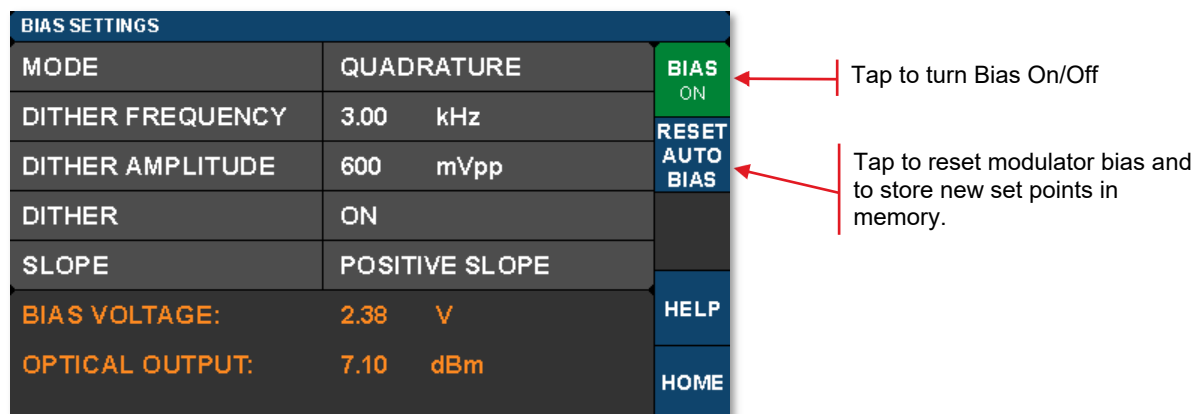 BIAS SETTINGS
MODE QUADRATURE
DITHER FREQUENCY 3.00 kHz
DITHER AMPLITUDE 600 mVpp
DITHER ON
SLOPE POSITIVE SLOPE
BIAS VOLTAGE: 2.38 V
OPTICAL OUTPUT: 7.10 dBm
BIAS
ON
RESET
AUTO
BIAS
HELP
HOME
Tap to turn Bias On/Off
Tap to reset modulator bias and
to store new set points in
memory.